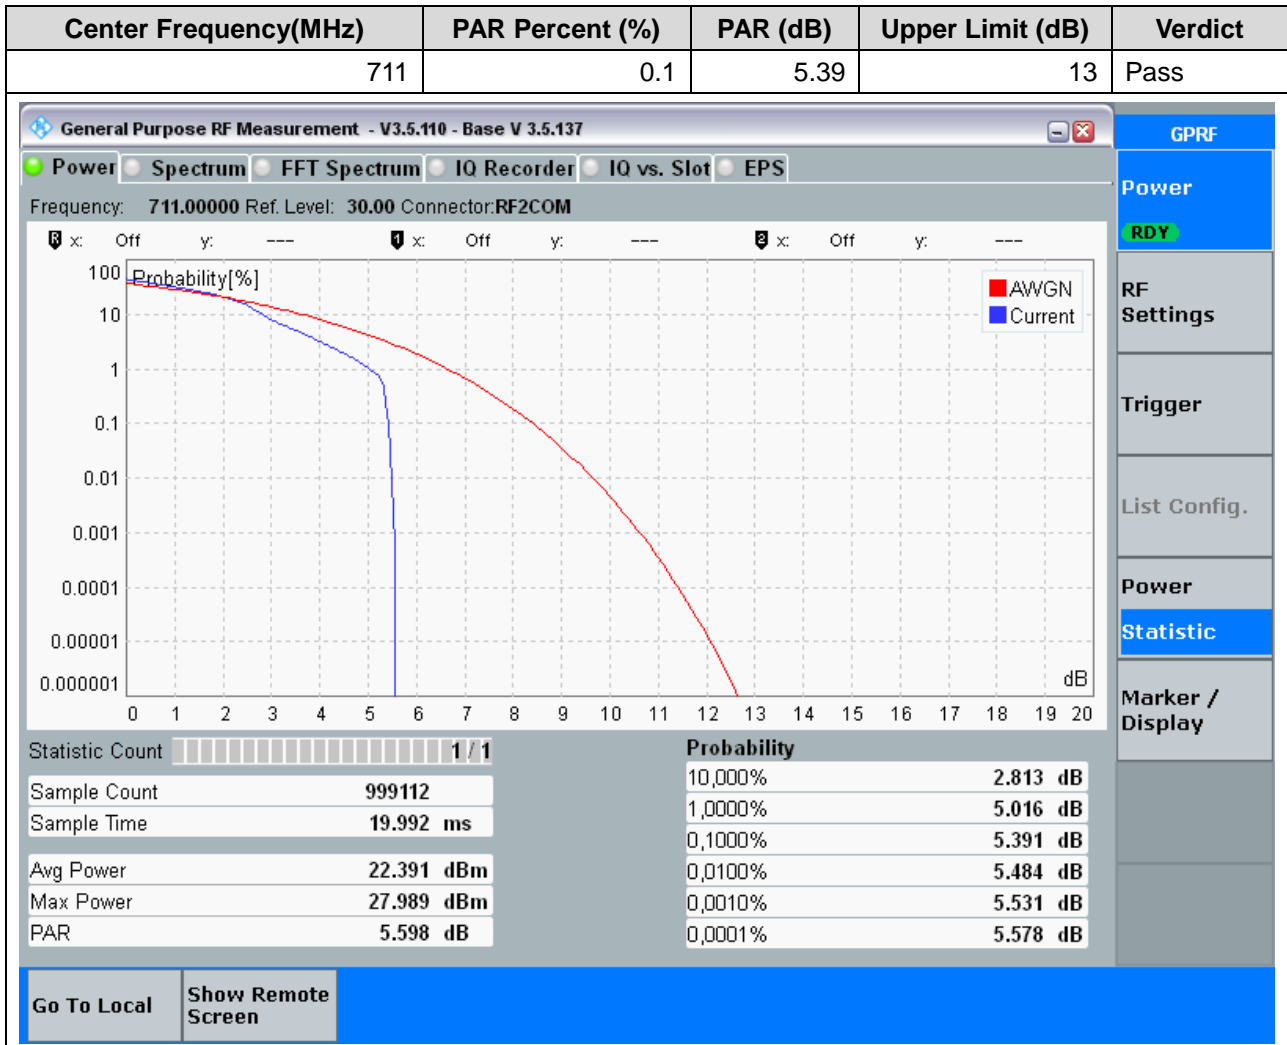 Center Frequency(MHz) PAR Percent (%) PAR (dB) Upper Limit (dB) Verdict
711 0.1 5.39 13 Pass
General Purpose RF Measurement - V3.5.110 - Base V 3.5.137
GPRF
Power Spectrum FFT Spectrum IQ Recorder IQ vs. Slot EPS
Power
RDY
Frequency: 711.00000 Ref. Level: 30.00 Connector:RF2COM
R x: Off y: --- 1 x: Off y: --- 2 x: Off y: ---
100 Probability[%]
AWGN
Current
10
1
0.1
0.01
0.001
0.0001
0.00001
0.000001
dB
0 1 2 3 4 5 6 7 8 9 10 11 12 13 14 15 16 17 18 19 20
RF
Settings
Trigger
List Config.
Power
Statistic
Marker /
Display
Statistic Count 1 / 1
Sample Count 999112
Sample Time 19.992 ms
Avg Power 22.391 dBm
Max Power 27.989 dBm
PAR 5.598 dB
Probability
10,000% 2.813 dB
1,0000% 5.016 dB
0,1000% 5.391 dB
0,0100% 5.484 dB
0,0010% 5.531 dB
0,0001% 5.578 dB
Go To Local
Show Remote
Screen